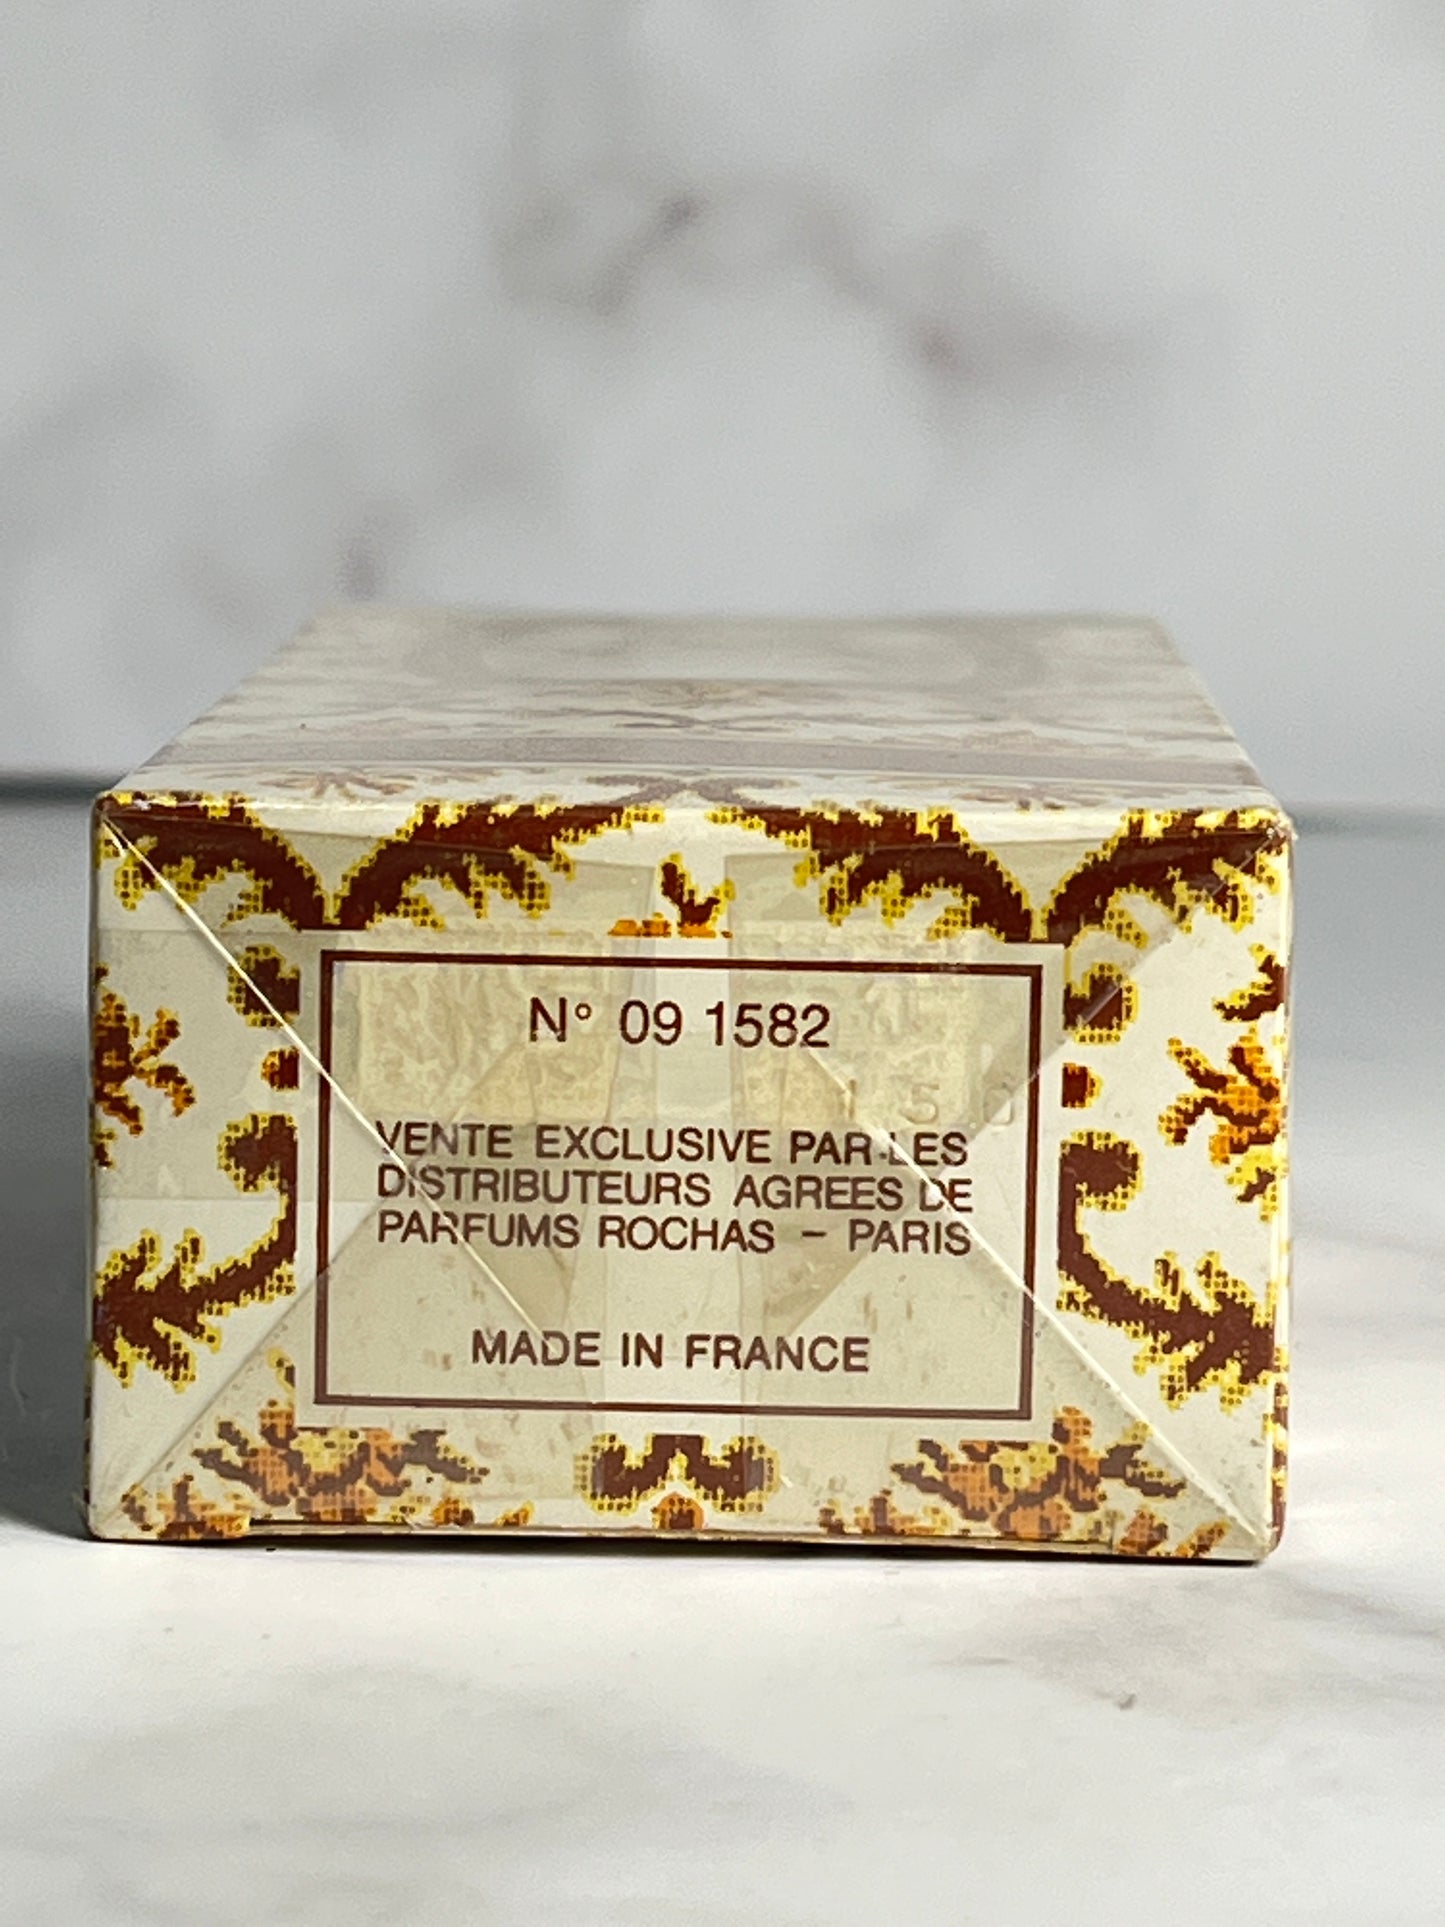 N° 09 1582
VENTE EXCLUSIVE PAR LES
DISTRIBUTEURS AGREES DE
PARFUMS ROCHAS – PARIS
MADE IN FRANCE